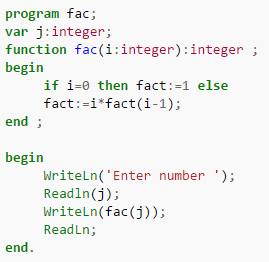 program fac;
var j:integer;
function fac(i:integer):integer ;
begin
if i=0 then fact:=1 else
fact:=i*fact(i-1);
end ;
begin
WriteLn('Enter number ');
Readln(j);
WriteLn(fac(j));
ReadLn;
end.